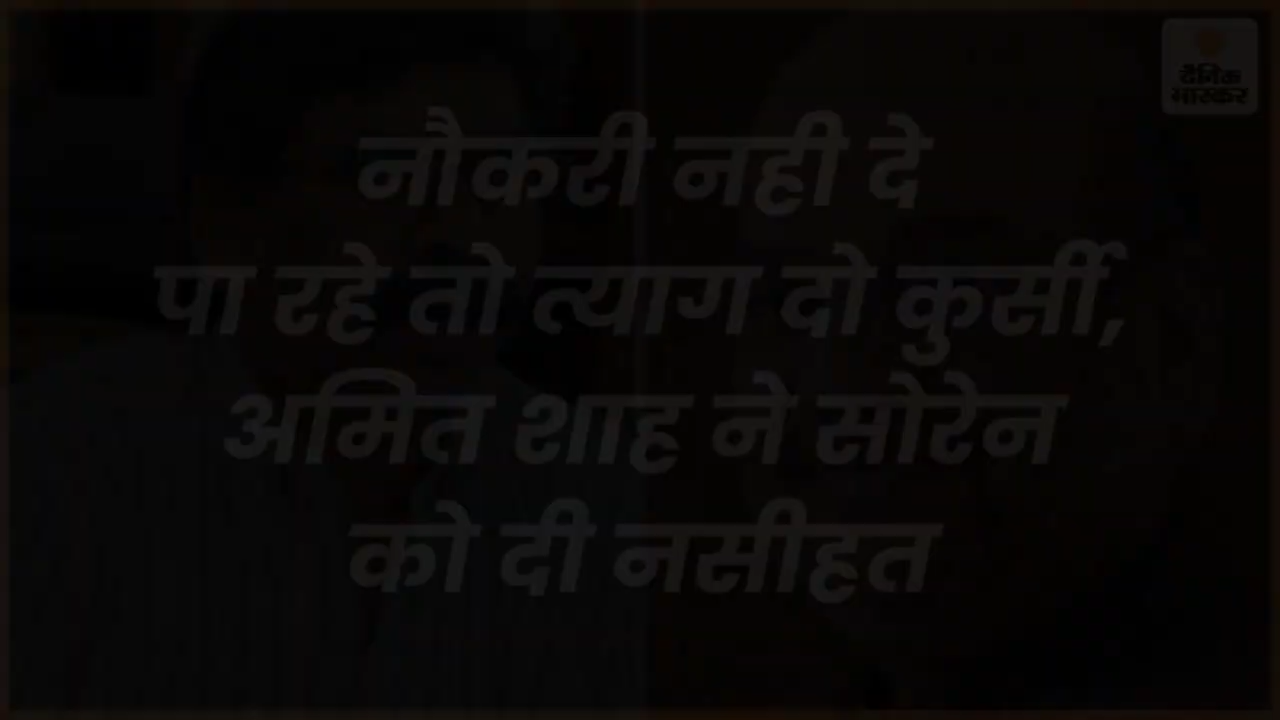 दैनिक
भास्कर
नौकरी नही दे
पा रहे तो त्याग दो कुर्सी,
अमित शाह ने सोरेन
को दी नसीहत